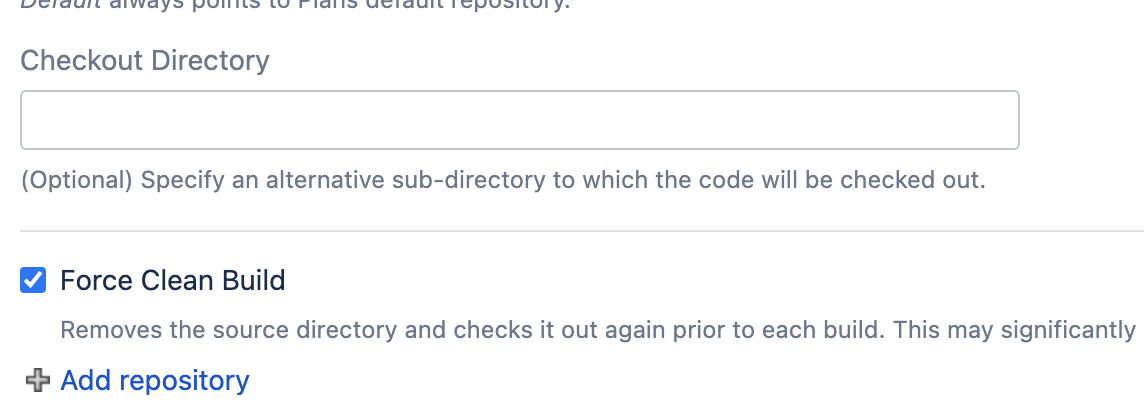 Default always points to Plans default repository.
Checkout Directory
(Optional) Specify an alternative sub-directory to which the code will be checked out.
Force Clean Build
Removes the source directory and checks it out again prior to each build. This may significantly
Add repository